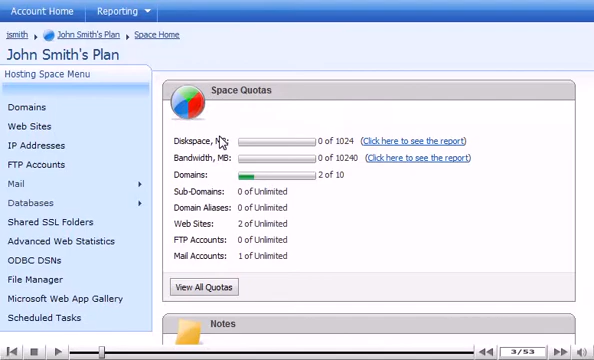 Account Home Reporting
jsmith John Smith's Plan Space Home
John Smith's Plan
Hosting Space Menu
Domains
Web Sites
IP Addresses
FTP Accounts
Mail
Databases
Shared SSL Folders
Advanced Web Statistics
ODBC DSNs
File Manager
Microsoft Web App Gallery
Scheduled Tasks
Space Quotas
Diskspace, 0 of 1024 (Click here to see the report)
Bandwidth, MB: 0 of 10240 (Click here to see the report)
Domains: 2 of 10
Sub-Domains: 0 of Unlimited
Domain Aliases: 0 of Unlimited
Web Sites: 2 of Unlimited
FTP Accounts: 0 of Unlimited
Mail Accounts: 1 of Unlimited
View All Quotas
Notes
3/53